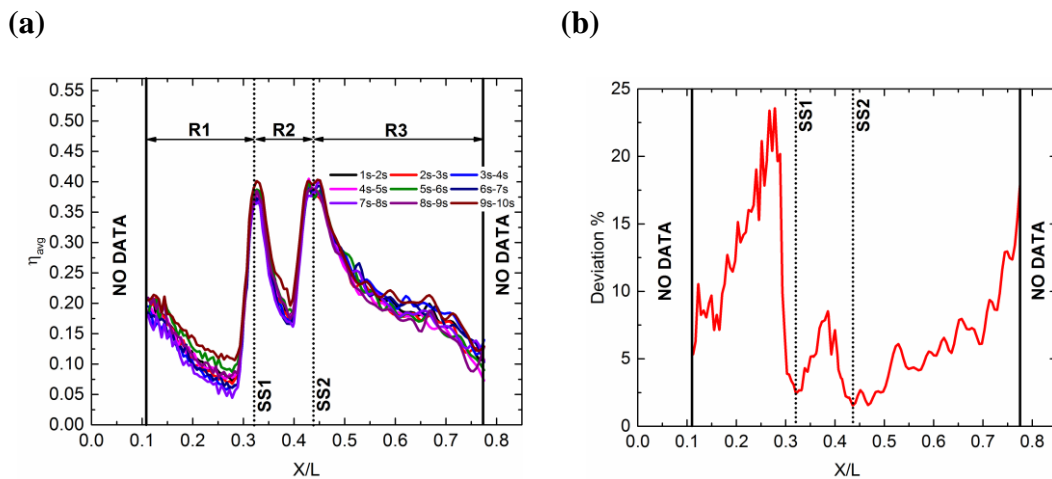 (a)
0.55
0.50
0.45
0.40
0.35
0.30
0.25
0.20
0.15
0.10
0.05
0.00
ηavg
NO DATA
R1
R2
R3
1s-2s 2s-3s 3s-4s
4s-5s 5s-6s 6s-7s
7s-8s 8s-9s 9s-10s
SS1
SS2
NO DATA
0.0 0.1 0.2 0.3 0.4 0.5 0.6 0.7 0.8
X/L
(b)
25
20
15
10
5
0
Deviation %
NO DATA
SS1
SS2
NO DATA
0.0 0.1 0.2 0.3 0.4 0.5 0.6 0.7 0.8
X/L